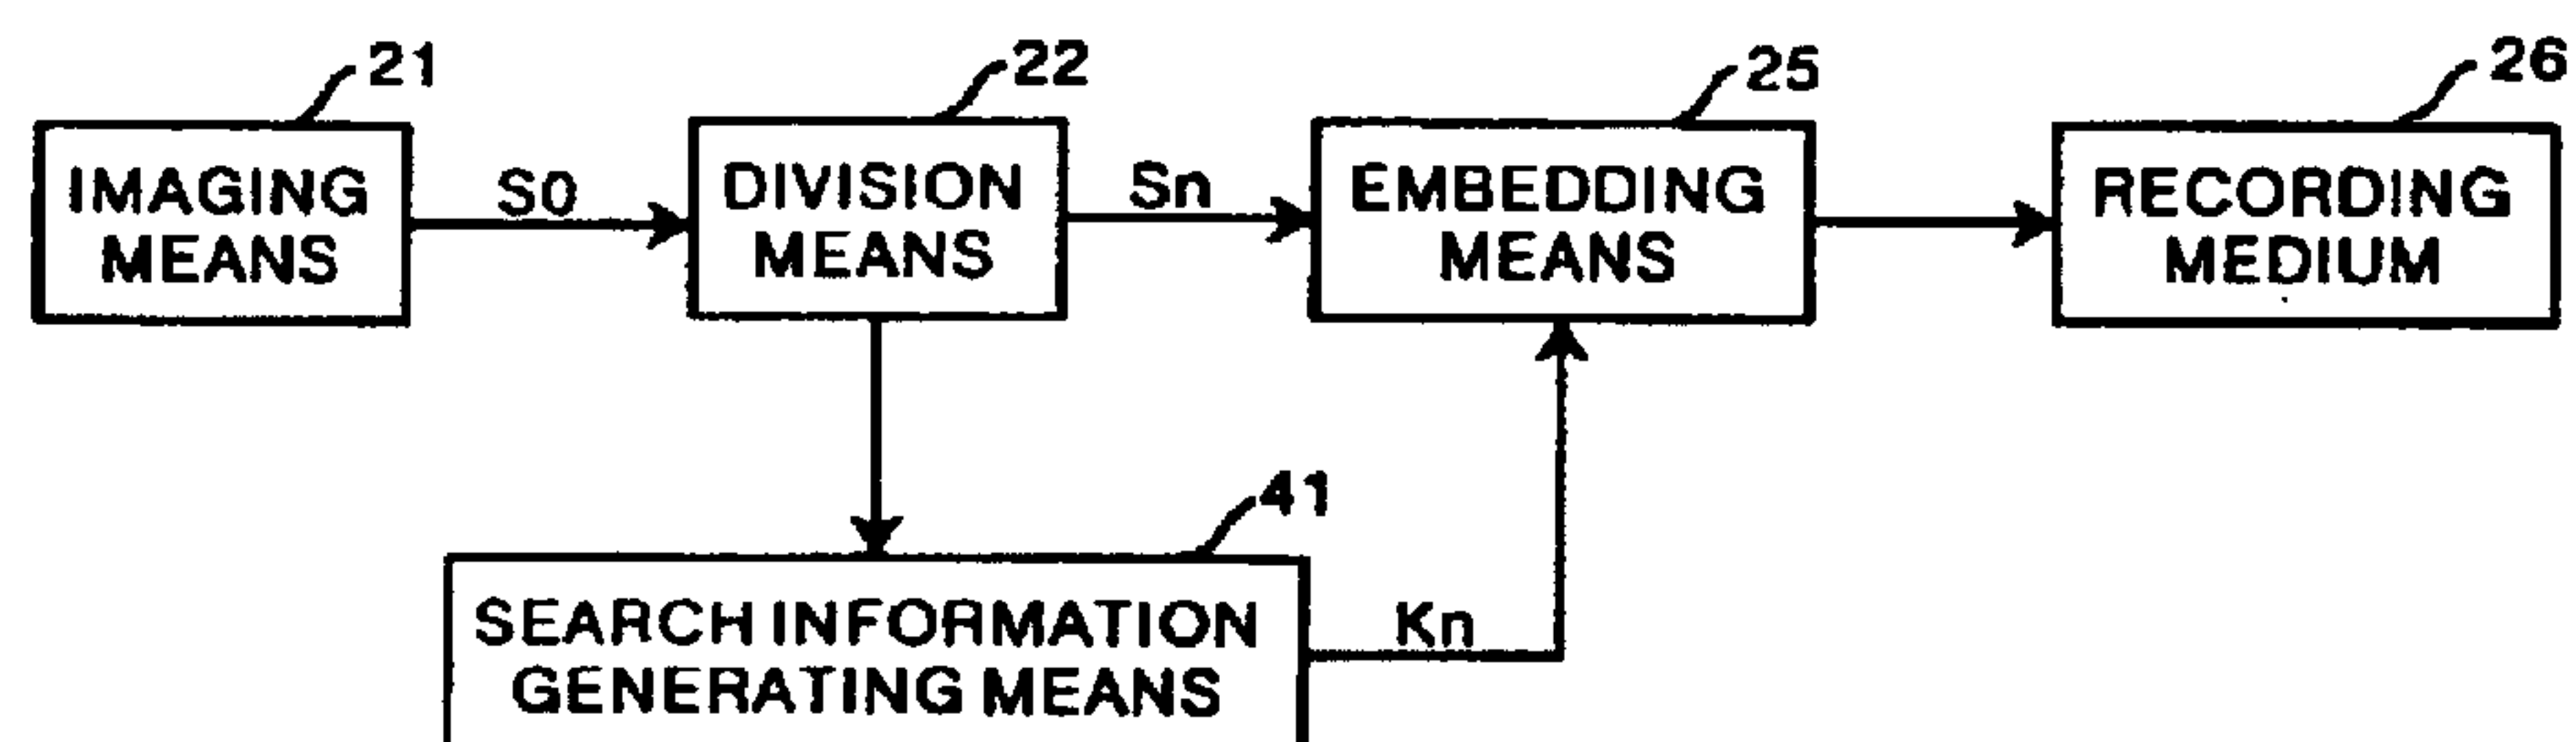 21
22
25
26
IMAGING
MEANS
S0
DIVISION
MEANS
Sn
EMBEDDING
MEANS
RECORDING
MEDIUM
41
SEARCH INFORMATION
GENERATING MEANS
Kn